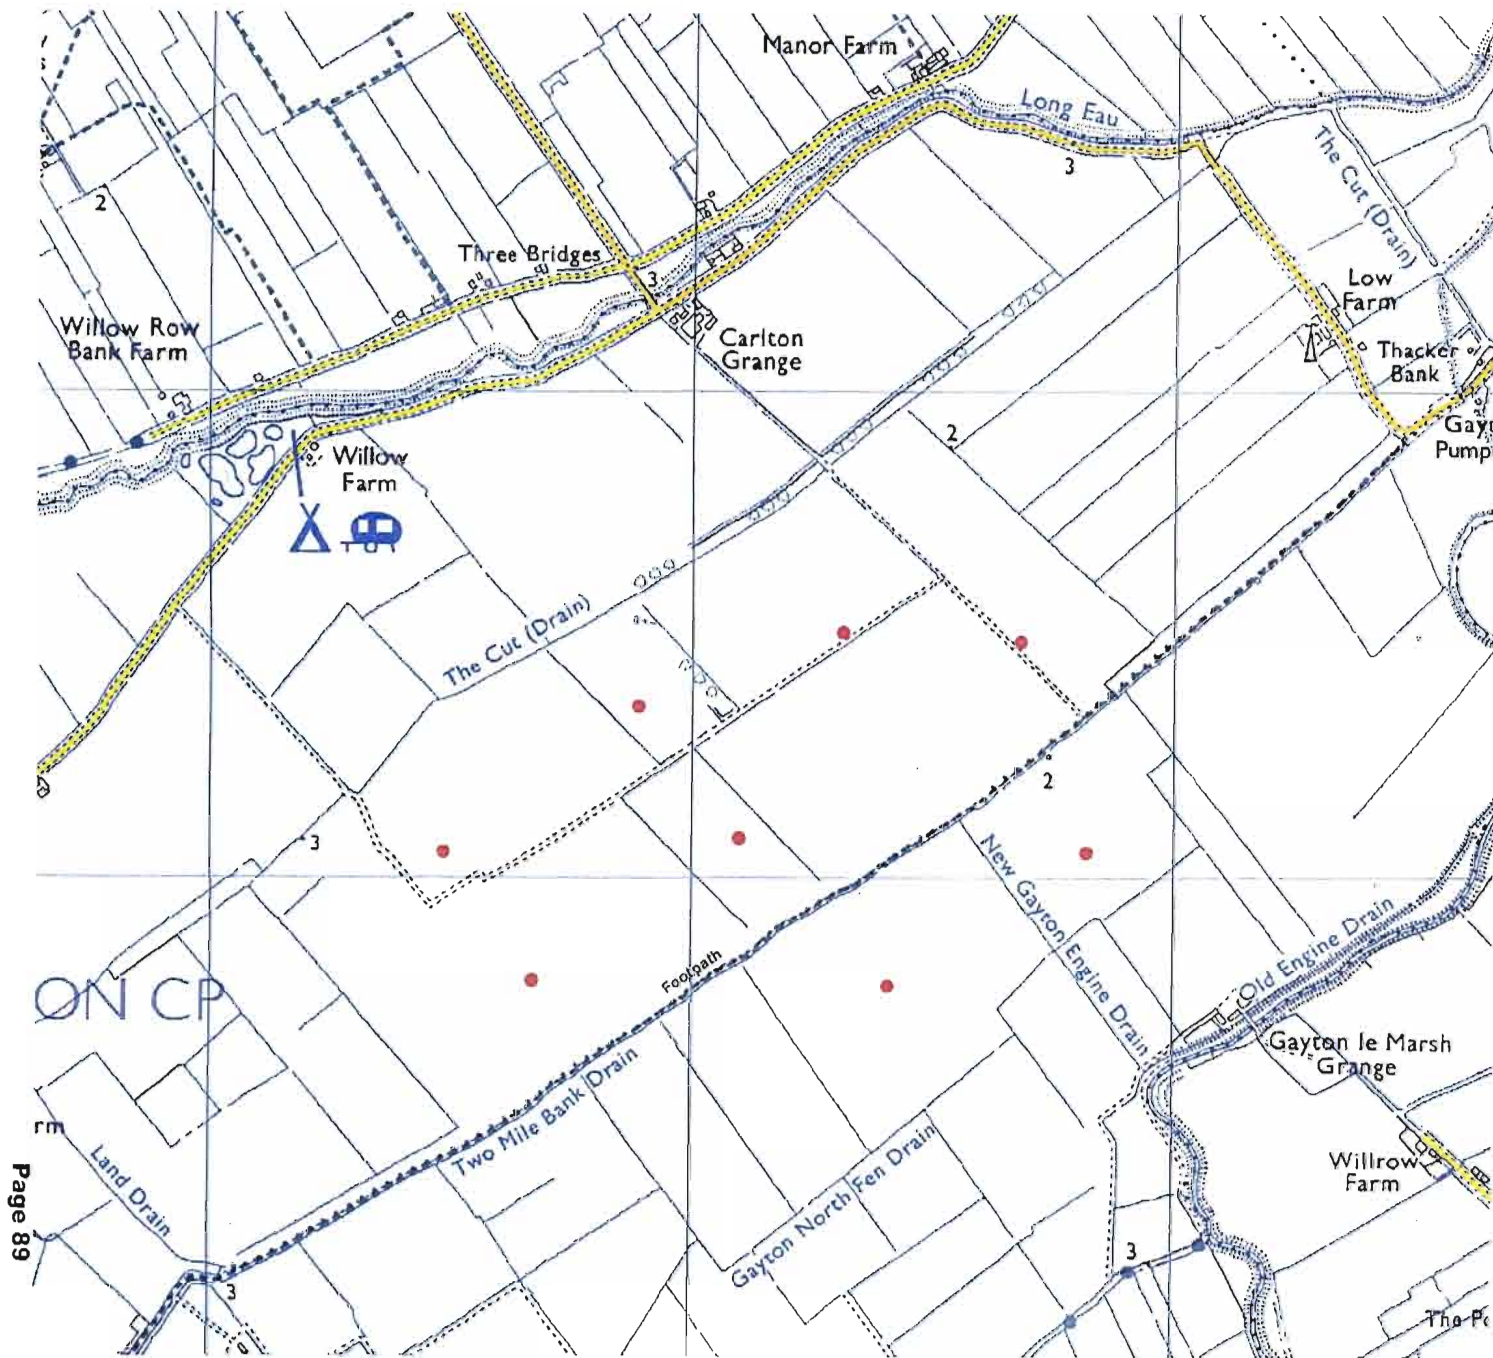 Manor Farm
Long Eau
The Cut (Drain)
3
2
Three Bridges
3
Low
Farm
Willow Row
Bank Farm
Carlton
Grange
Thacker
Bank
2
Willow
Farm
Pump
The Cut (Drain)
2
3
New Gayton Engine Drain
Old Engine Drain
Footpath
ON CP
Gayton le Marsh
Grange
rm
Two Mile Bank Drain
Land Drain
Gayton North Fen Drain
Willrow
Farm
Page 89
3
3
The